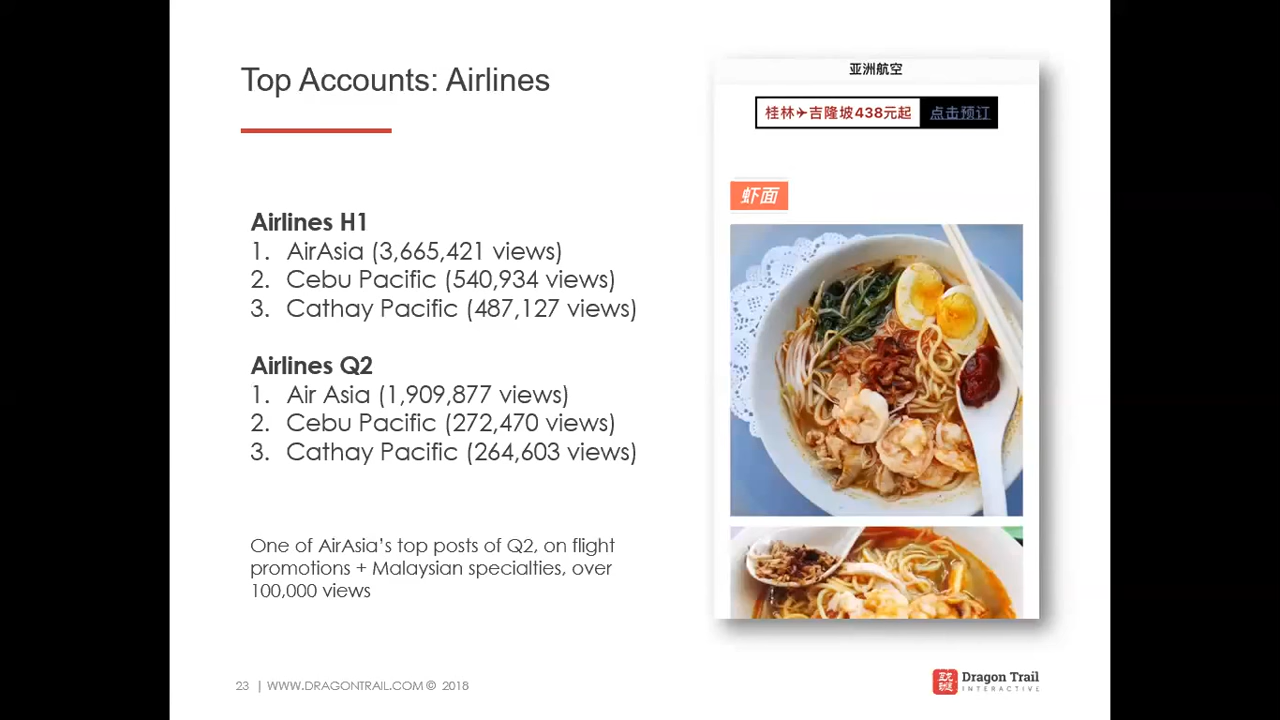 Top Accounts: Airlines
Airlines H1
1. AirAsia (3,665,421 views)
2. Cebu Pacific (540,934 views)
3. Cathay Pacific (487,127 views)
Airlines Q2
1. Air Asia (1,909,877 views)
2. Cebu Pacific (272,470 views)
3. Cathay Pacific (264,603 views)
One of AirAsia’s top posts of Q2, on flight
promotions + Malaysian specialties, over
100,000 views
亚洲航空
桂林✈吉隆坡438元起 点击预订
虾面
23 | WWW.DRAGONTRAIL.COM © 2018
Dragon Trail
INTERACTIVE